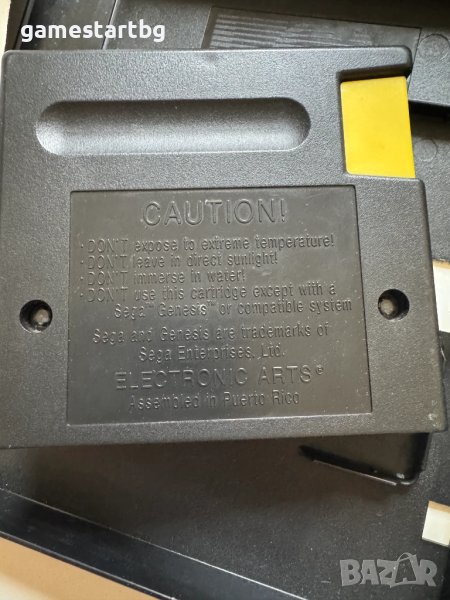 gamestartbg
CAUTION!
• DON'T expose to extreme temperature!
• DON'T leave in direct sunlight!
• DON'T immerse in water!
• DON'T use this cartridge except with a
Sega™ Genesis™ or compatible system
Sega and Genesis are trademarks of
Sega Enterprises, Ltd.
ELECTRONIC ARTS®
Assembled in Puerto Rico
BAZAR